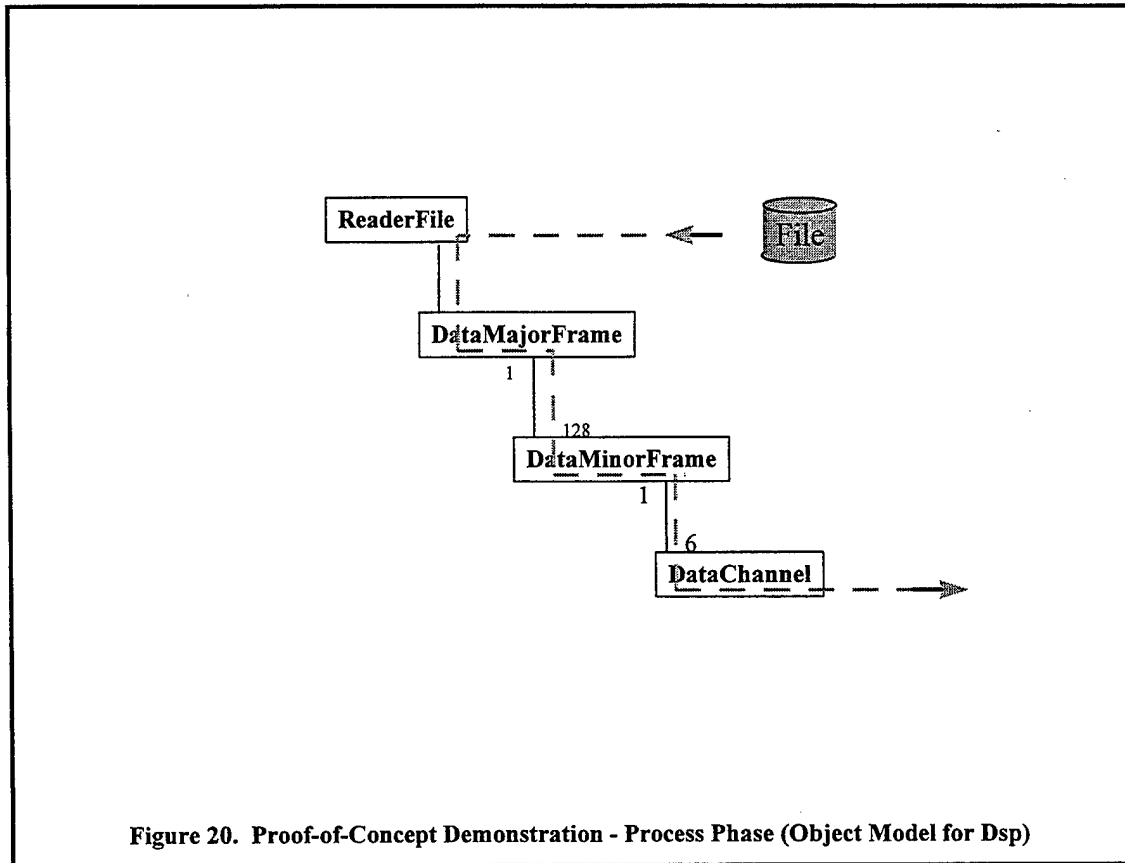 ReaderFile
File
DataMajorFrame
1
128
DataMinorFrame
1
6
DataChannel
Figure 20. Proof-of-Concept Demonstration - Process Phase (Object Model for Dsp)